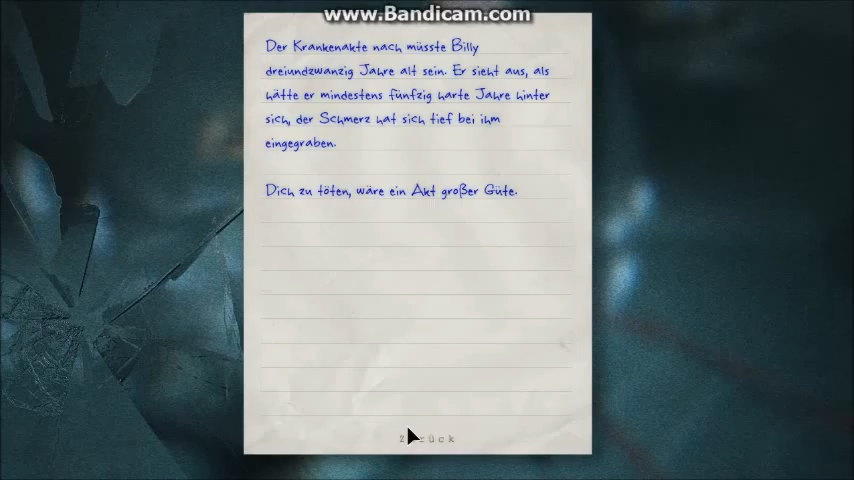 www.Bandicam.com
Der Krankenakte nach müsste Billy
dreiundzwanzig Jahre alt sein. Er sieht aus, als
hätte er mindestens fünfzig harte Jahre hinter
sich, der Schmerz hat sich tief bei ihm
eingegraben.
Dich zu töten, wäre ein Akt großer Güte.
Zurück